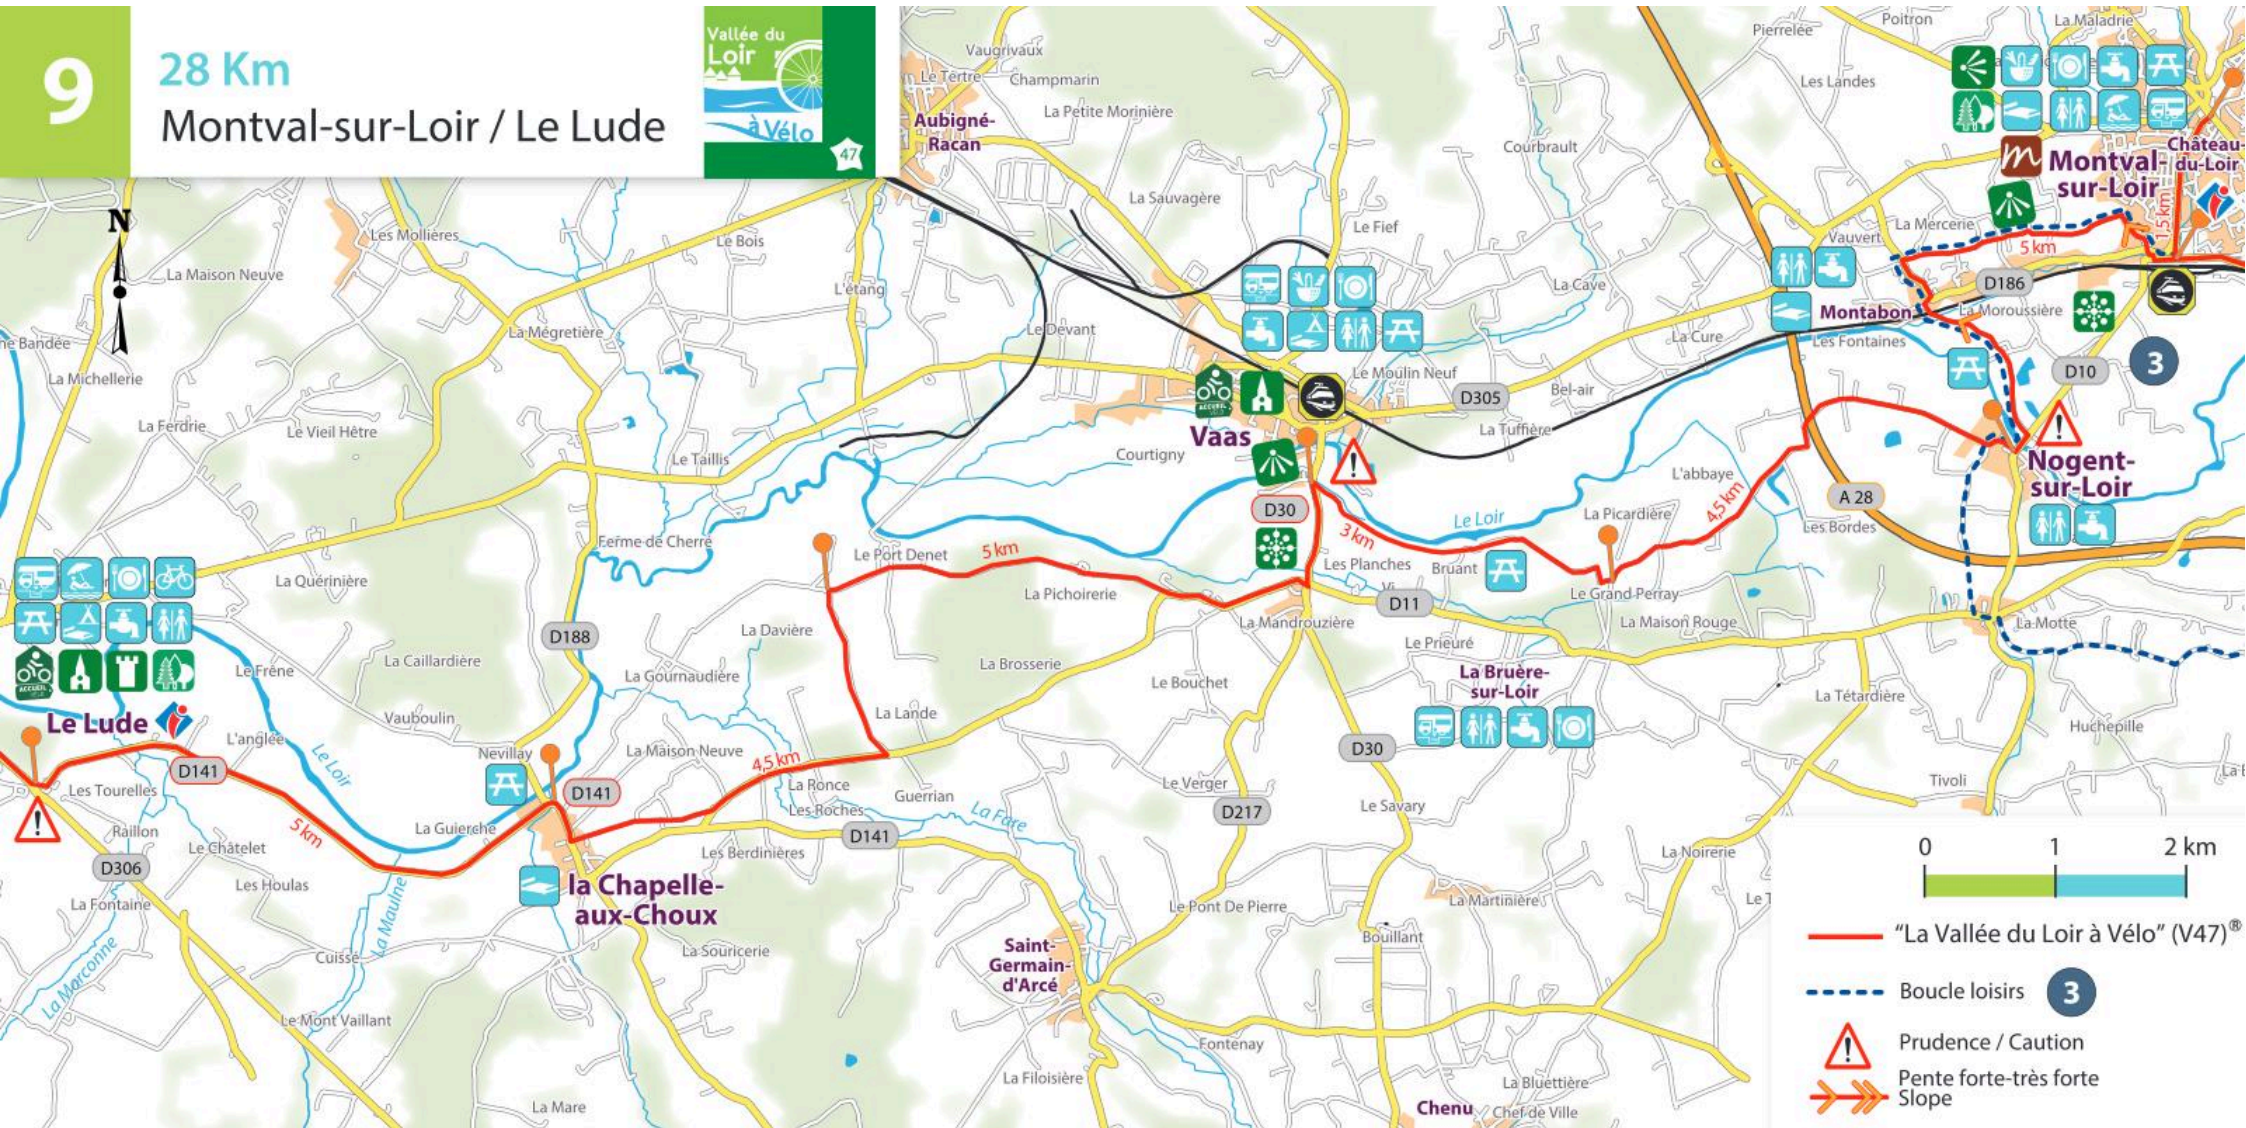 9
28 Km
Montval-sur-Loir / Le Lude
Vallée du
Loir
à Vélo
47
N
Vaugrivaux
Le Tertre
Champmarin
La Petite Morinière
Aubigné-
Racan
La Sauvagère
Le Fief
Courbrault
Pierrelée
Poitron
La Maladrie
Les Landes
Château-
du-Loir
Montval-
sur-Loir
1,5 km
La Mercerie
Vauvert
5 km
D186
Montabon
La Moroussière
Les Fontaines
D10
3
Les Mollières
La Maison Neuve
Le Bois
L'étang
La Mégretière
Le Devant
La Cave
La Cure
Le Moulin Neuf
Bel-air
D305
La Michellerie
La Ferdrie
Le Vieil Hêtre
Le Taillis
ACCUEIL
VÉLO
Vaas
Courtigny
La Tuffière
L'abbaye
Nogent-
sur-Loir
A 28
4,5 km
Les Bordes
La Picardière
D30
Le Loir
3 km
Ferme de Cherré
Le Port Denet
5 km
Les Planches
Bruant
La Quérinière
La Pichoirerie
D11
Le Grand Perray
La Maison Rouge
La Motte
D188
La Davière
La Mandrouzière
Le Prieuré
La Caillardière
Le Frêne
La Gournaudière
La Brosserie
Le Bouchet
La Bruère-
sur-Loir
La Tétardière
ACCUEIL
Le Lude
Vauboulin
La Lande
Huchepille
L'anglée
Le Loir
Nevillay
La Maison Neuve
4,5 km
D30
D141
Les Tourelles
D141
La Ronce
Les Roches
Guerrian
La Fare
Le Verger
D217
Le Savary
Tivoli
Raillon
5 km
La Guierche
D141
Le Châtelet
Les Berdinières
La Noirerie
D306
Les Houlas
la Chapelle-
aux-Choux
La Fontaine
La Maulne
Le Pont De Pierre
La Martinière
La Souricerie
Cuissé
Saint-
Germain-
d'Arcé
Bouillant
La Marconne
Le Mont Vaillant
Fontenay
La Filoisière
La Bluettière
La Mare
Chenu
Chef de Ville
0 1 2 km
“La Vallée du Loir à Vélo” (V47)®
Boucle loisirs 3
Prudence / Caution
Pente forte-très forte
Slope